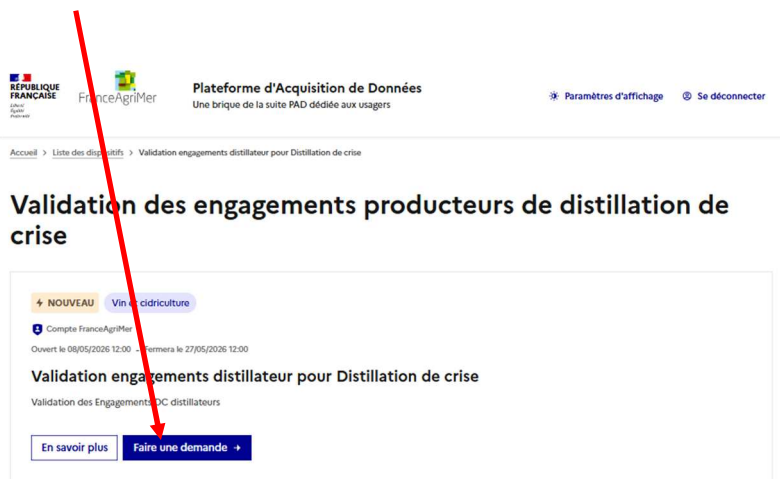 RÉPUBLIQUE
FRANÇAISE
Liberté
Égalité
Fraternité
FranceAgriMer
Plateforme d'Acquisition de Données
Une brique de la suite PAD dédiée aux usagers
Paramètres d'affichage
Se déconnecter
Accueil > Liste des dispositifs > Validation engagements distillateur pour Distillation de crise
Validation des engagements producteurs de distillation de
crise
NOUVEAU
Vin et cidriculture
Compte FranceAgriMer
Ouvert le 08/05/2026 12:00 - Fermera le 27/05/2026 12:00
Validation engagements distillateur pour Distillation de crise
Validation des Engagements DC distillateurs
En savoir plus
Faire une demande →